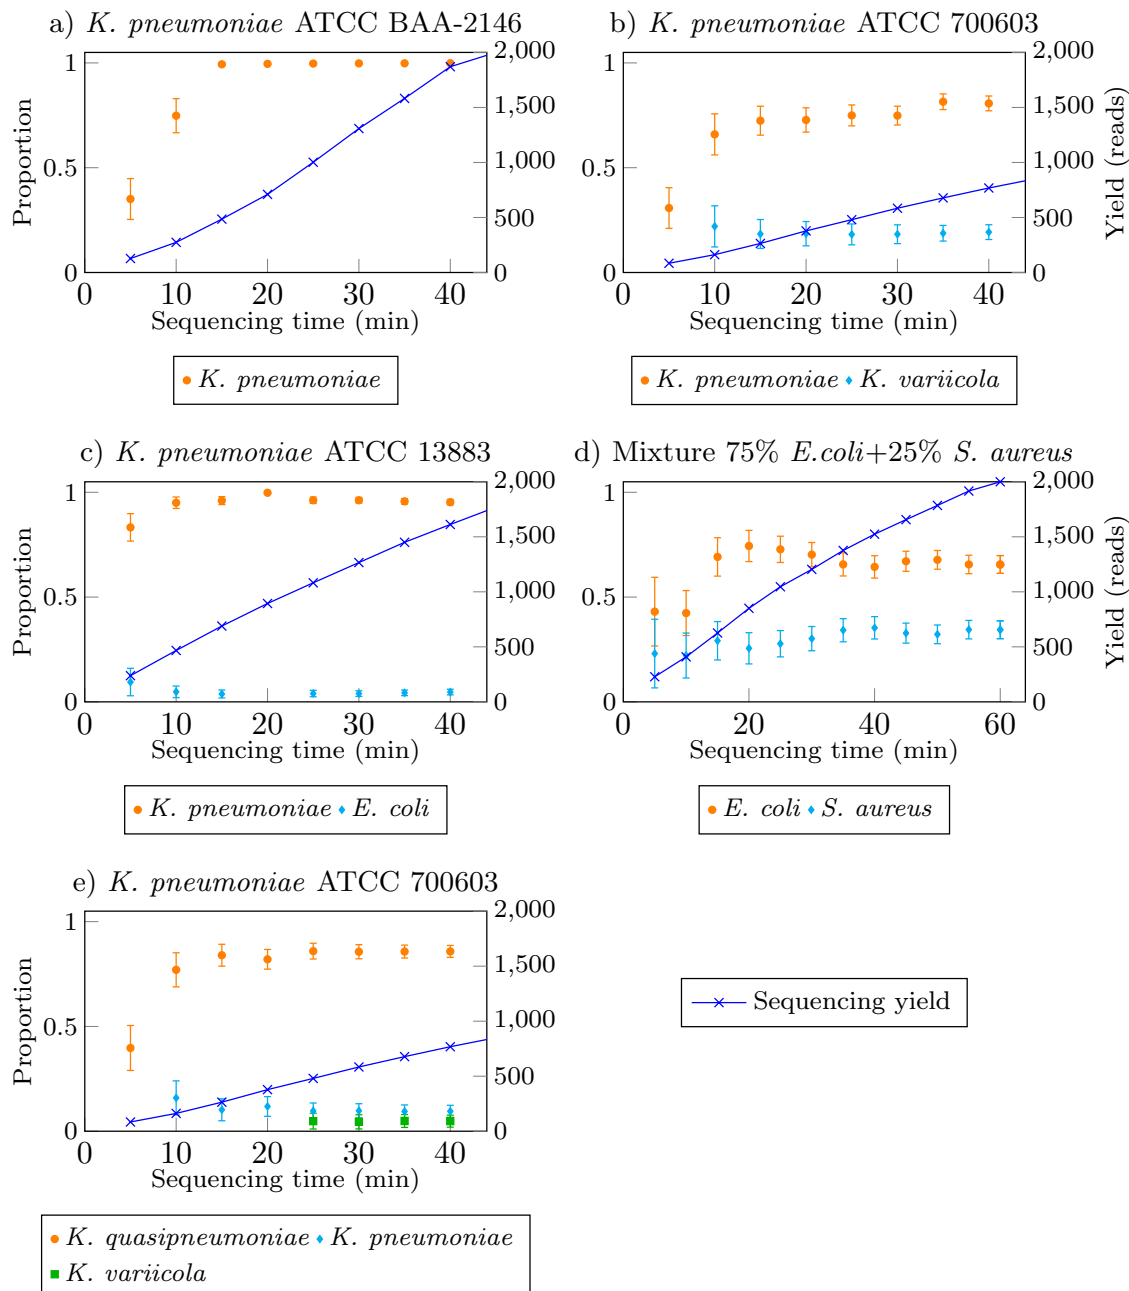 a) K. pneumoniae ATCC BAA-2146
b) K. pneumoniae ATCC 700603
1
0.5
0
Proportion
2,000
1,500
1,000
500
0
0 10 20 30 40
Sequencing time (min)
K. pneumoniae
1
0.5
0
2,000
1,500
1,000
500
0
Yield (reads)
0 10 20 30 40
Sequencing time (min)
K. pneumoniae K. variicola
c) K. pneumoniae ATCC 13883
d) Mixture 75% E.coli+25% S. aureus
1
0.5
0
Proportion
2,000
1,500
1,000
500
0
0 10 20 30 40
Sequencing time (min)
K. pneumoniae E. coli
1
0.5
0
2,000
1,500
1,000
500
0
Yield (reads)
0 20 40 60
Sequencing time (min)
E. coli S. aureus
e) K. pneumoniae ATCC 700603
1
0.5
0
Proportion
2,000
1,500
1,000
500
0
0 10 20 30 40
Sequencing time (min)
K. quasipneumoniae K. pneumoniae
K. variicola
Sequencing yield